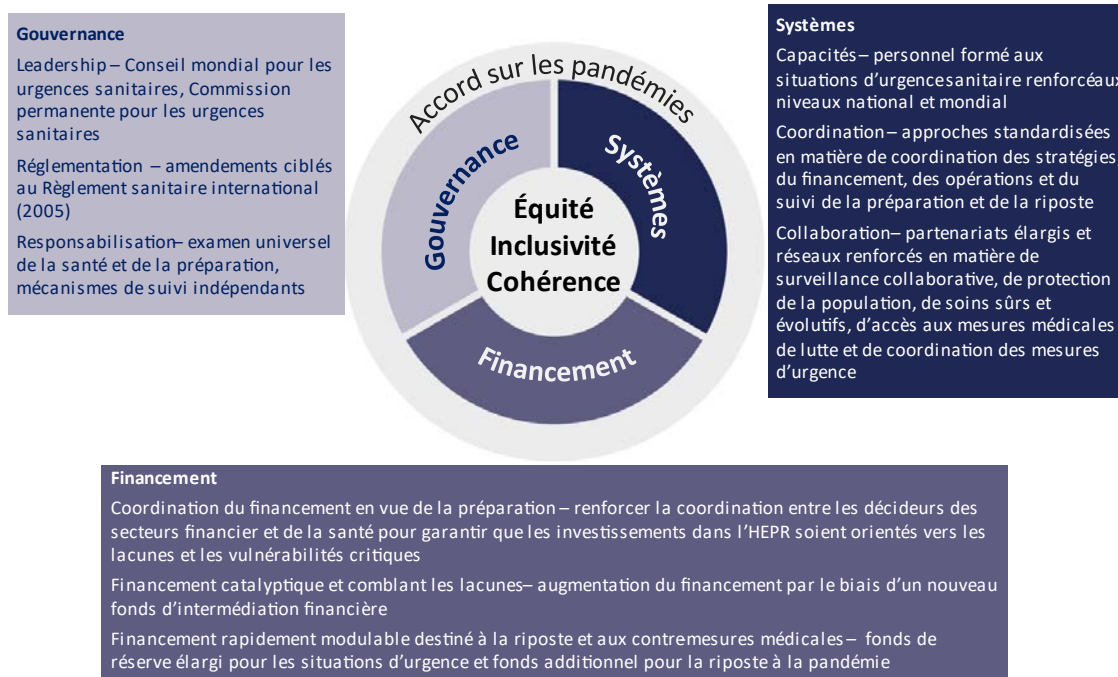 Gouvernance
Leadership – Conseil mondial pour les
urgences sanitaires, Commission
permanente pour les urgences
sanitaires
Réglementation – amendements ciblés
au Règlement sanitaire international
(2005)
Responsabilisation– examen universel
de la santé et de la préparation,
mécanismes de suivi indépendants
Accord sur les pandémies
Gouvernance
Systèmes
Financement
Équité
Inclusivité
Cohérence
Systèmes
Capacités – personnel formé aux
situations d’urgencesanitaire renforcéaux
niveaux national et mondial
Coordination – approches standardisées
en matière de coordination des stratégies
du financement, des opérations et du
suivi de la préparation et de la riposte
Collaboration– partenariats élargis et
réseaux renforcés en matière de
surveillance collaborative, de protection
de la population, de soins sûrs et
évolutifs, d’accès aux mesures médicales
de lutte et de coordination des mesures
d’urgence
Financement
Coordination du financement en vue de la préparation – renforcer la coordination entre les décideurs des
secteurs financier et de la santé pour garantir que les investissements dans l’HEPR soient orientés vers les
lacunes et les vulnérabilités critiques
Financement catalyptique et comblant les lacunes– augmentation du financement par le biais d’un nouveau
fonds d’intermédiation financière
Financement rapidement modulable destiné à la riposte et aux contremesures médicales – fonds de
réserve élargi pour les situations d’urgence et fonds additionnel pour la riposte à la pandémie